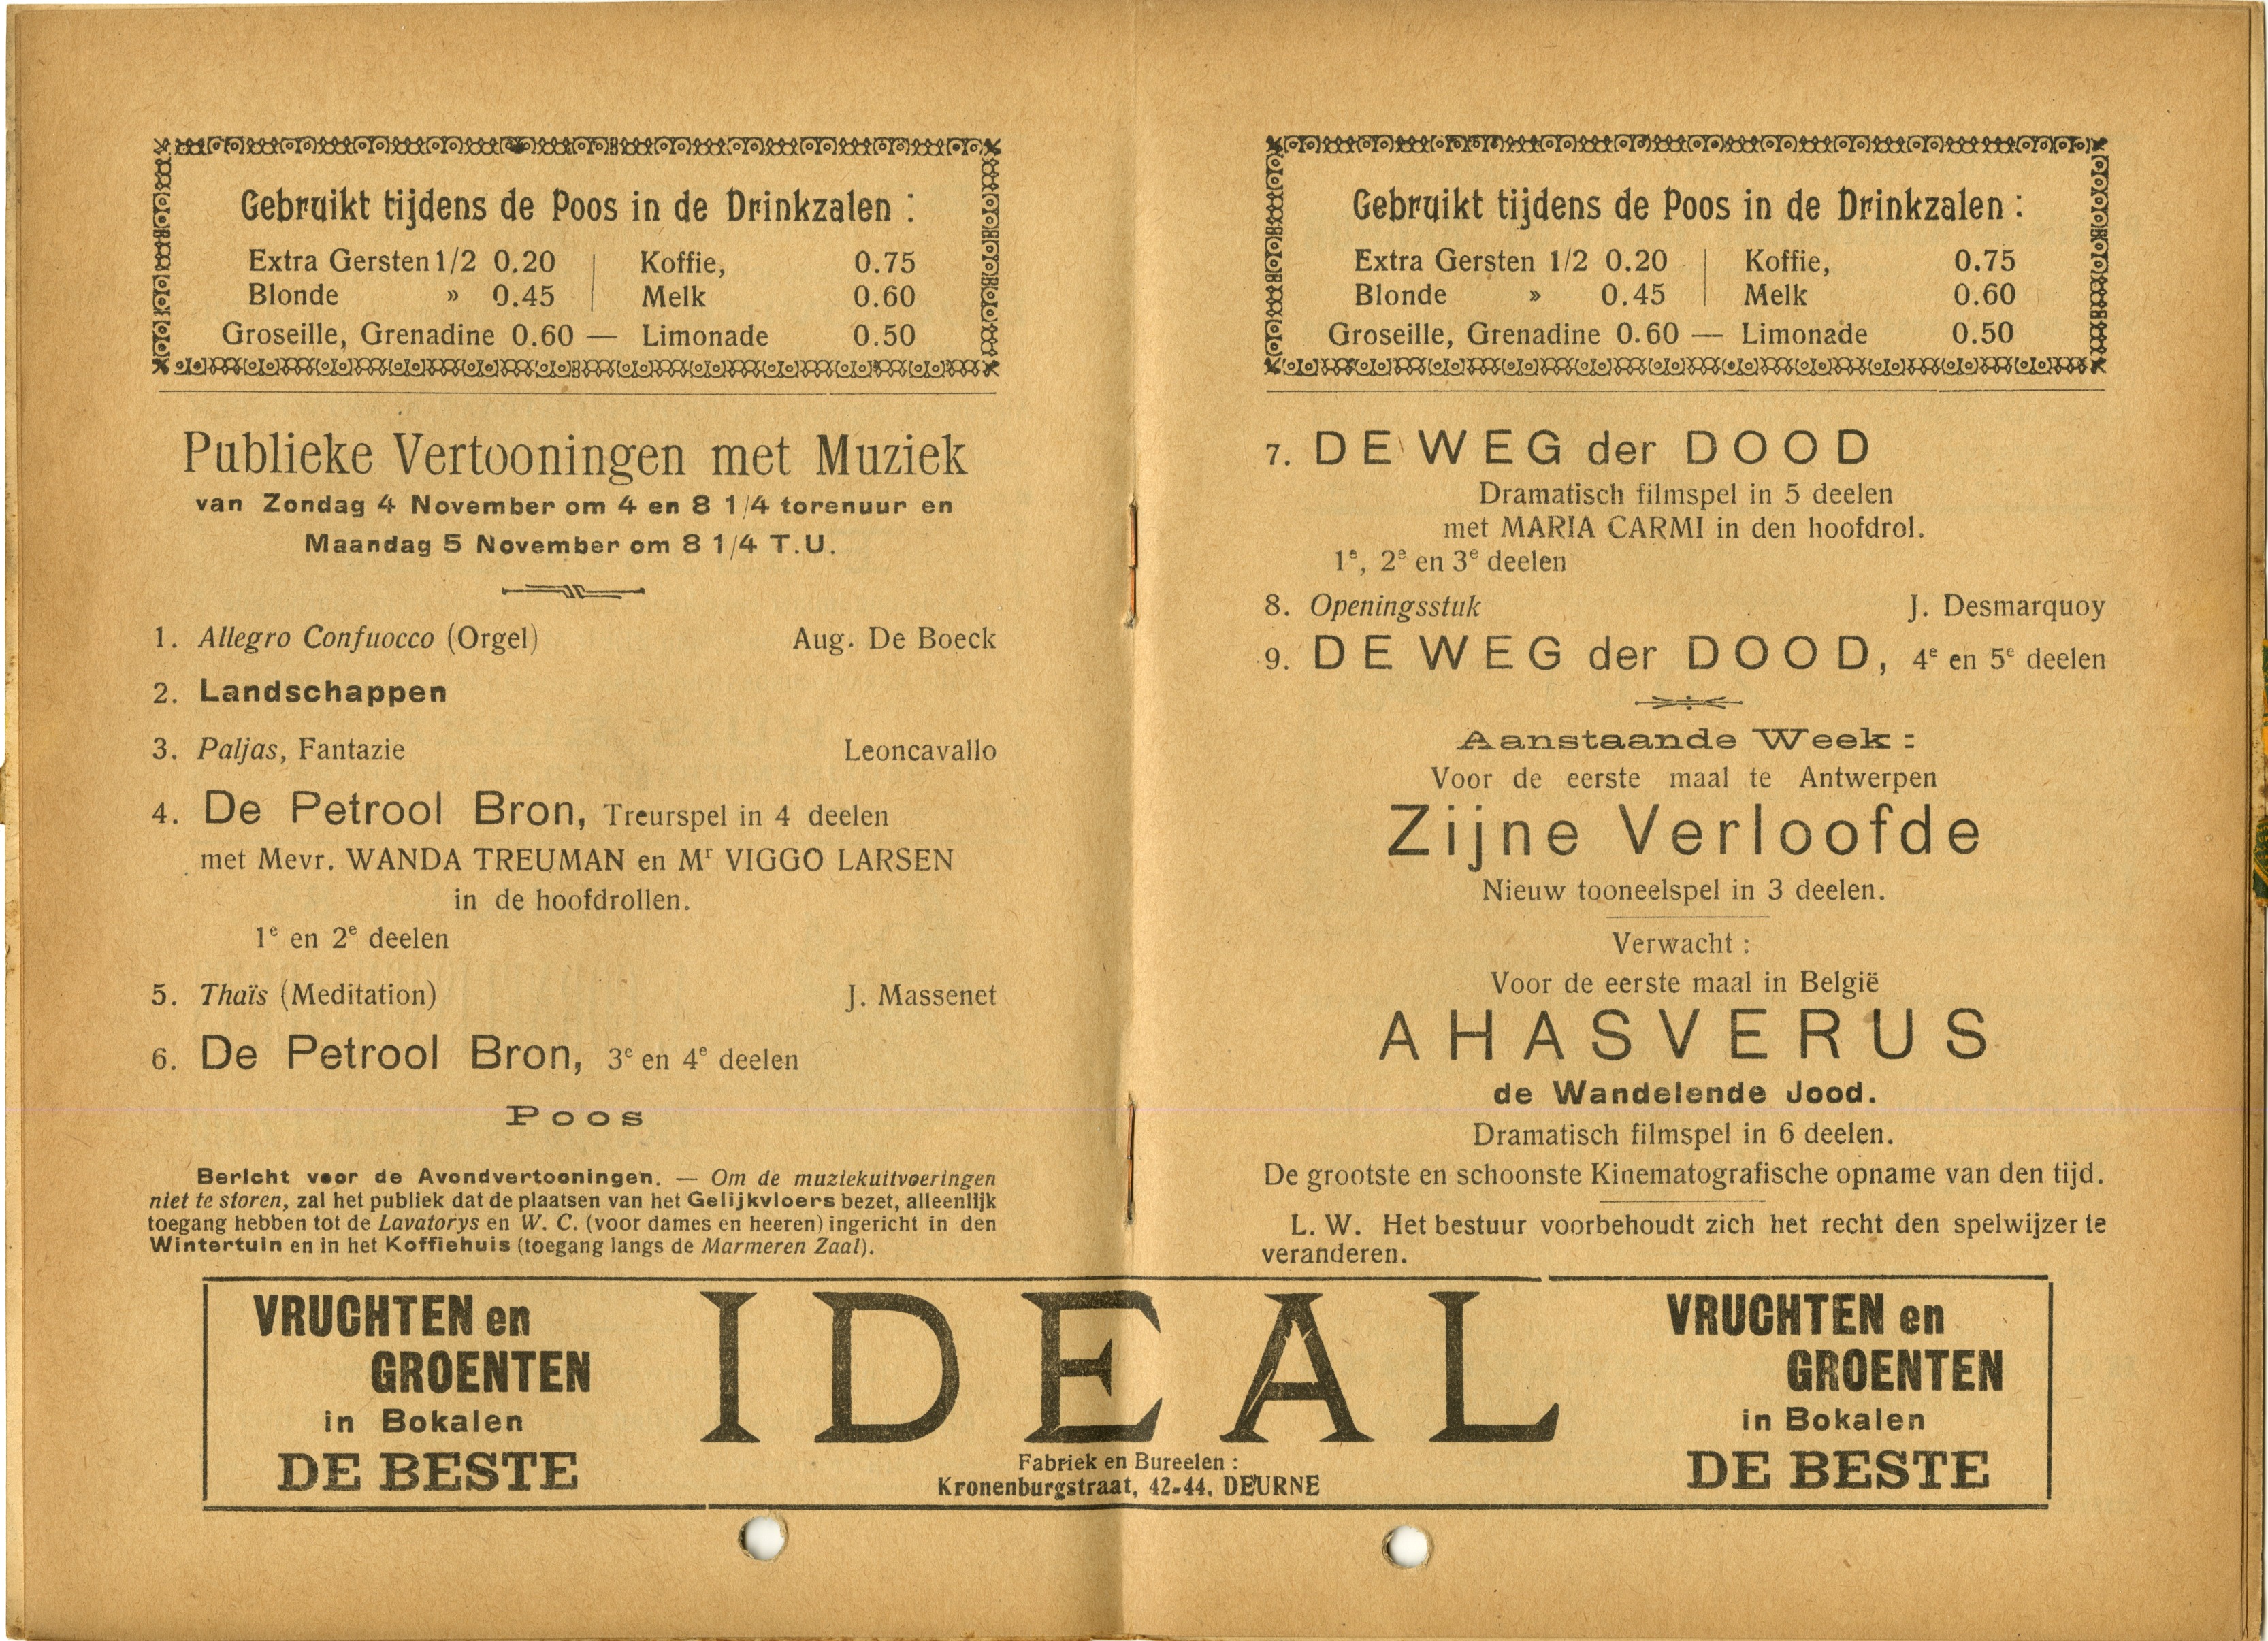 Gebruikt tijdens de Poos in de Drinkzalen :
Extra Gersten 1/2 0.20 | Koffie, 0.75
Blonde » 0.45 | Melk 0.60
Groseille, Grenadine 0.60 — Limonade 0.50
Publieke Vertooningen met Muziek
van Zondag 4 November om 4 en 8 1/4 torenuur en
Maandag 5 November om 8 1/4 T.U.
1. Allegro Confuocco (Orgel) Aug. De Boeck
2. Landschappen
3. Paljas, Fantazie Leoncavallo
4. De Petrool Bron, Treurspel in 4 deelen
met Mevr. WANDA TREUMAN en Mr VIGGO LARSEN
in de hoofdrollen.
1e en 2e deelen
5. Thaïs (Meditation) J. Massenet
6. De Petrool Bron, 3e en 4e deelen
Poos
Bericht voor de Avondvertooningen. — Om de muziekuitvoeringen
niet te storen, zal het publiek dat de plaatsen van het Gelijkvloers bezet, alleenlijk
toegang hebben tot de Lavatorys en W. C. (voor dames en heeren) ingericht in den
Wintertuin en in het Koffiehuis (toegang langs de Marmeren Zaal).
Gebruikt tijdens de Poos in de Drinkzalen :
Extra Gersten 1/2 0.20 | Koffie, 0.75
Blonde » 0.45 | Melk 0.60
Groseille, Grenadine 0.60 — Limonade 0.50
7. DE WEG der DOOD
Dramatisch filmspel in 5 deelen
met MARIA CARMI in den hoofdrol.
1e, 2e en 3e deelen
8. Openingsstuk J. Desmarquoy
9. DE WEG der DOOD, 4e en 5e deelen
Aanstaande Week :
Voor de eerste maal te Antwerpen
Zijne Verloofde
Nieuw tooneelspel in 3 deelen.
Verwacht :
Voor de eerste maal in België
AHASVERUS
de Wandelende Jood.
Dramatisch filmspel in 6 deelen.
De grootste en schoonste Kinematografische opname van den tijd.
L. W. Het bestuur voorbehoudt zich het recht den spelwijzer te
veranderen.
VRUCHTEN en
GROENTEN
in Bokalen
DE BESTE
IDEAL
Fabriek en Bureelen :
Kronenburgstraat, 42-44, DEURNE
VRUCHTEN en
GROENTEN
in Bokalen
DE BESTE